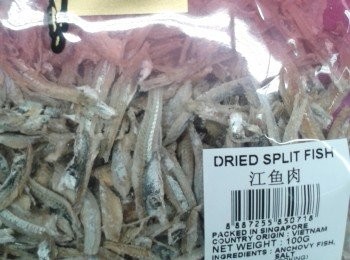 DRIED SPLIT FISH
江鱼肉
8 887255 850718
PACKED IN SINGAPORE
COUNTRY ORIGIN : VIETNAM
NET WEIGHT : 100G
INGREDIENTS : ANCHOVY FISH,
SALT